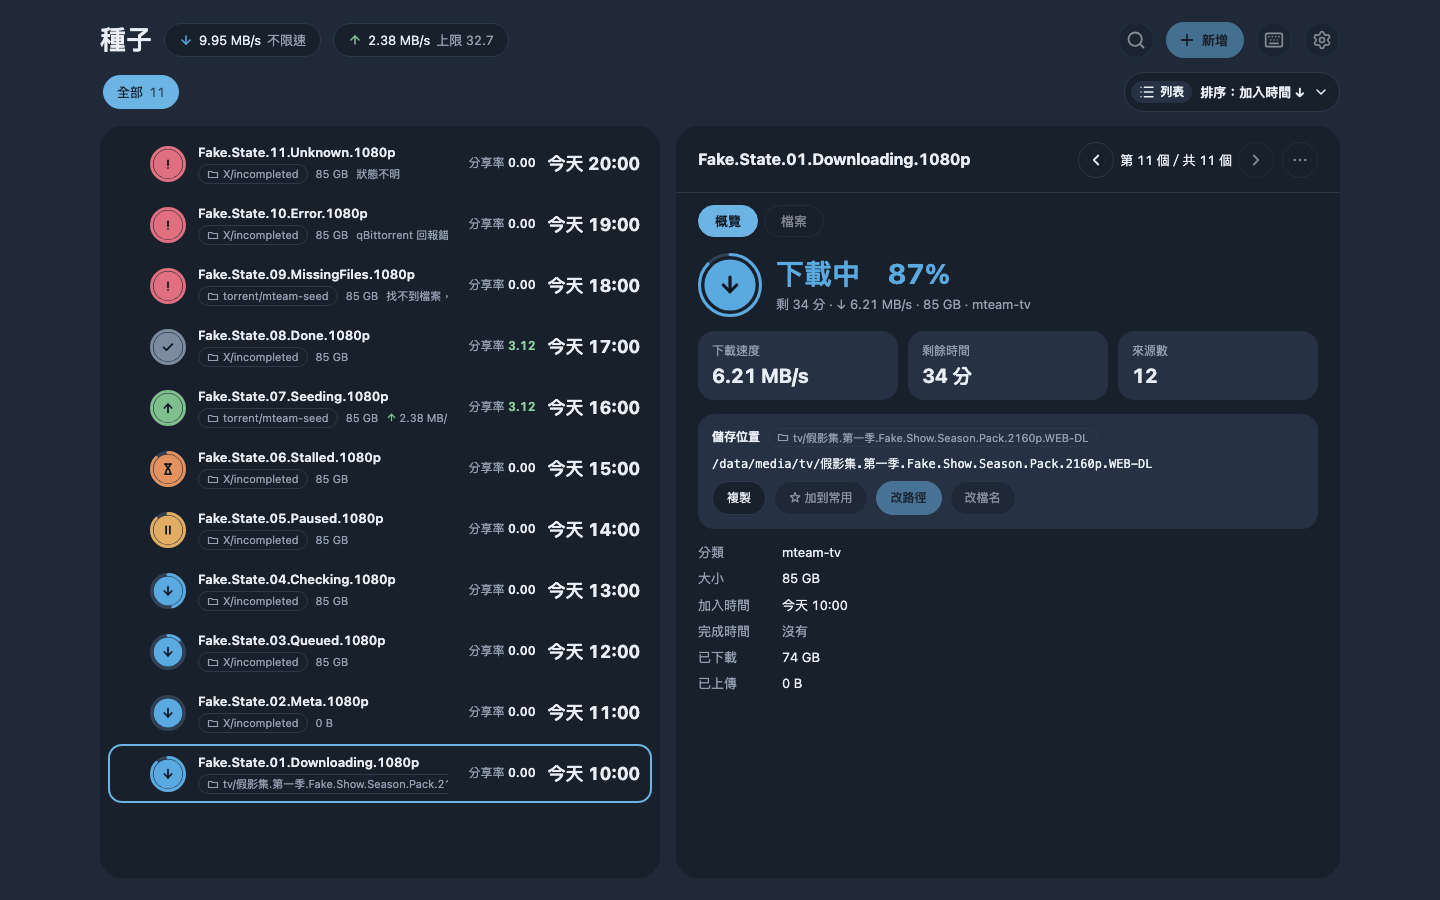 種子
9.95 MB/s 不限速
2.38 MB/s 上限 32.7
新增
全部 11
列表
排序：加入時間
Fake.State.11.Unknown.1080p
X/incompleted 85 GB 狀態不明
分享率 0.00 今天 20:00
Fake.State.10.Error.1080p
X/incompleted 85 GB qBittorrent 回報錯
分享率 0.00 今天 19:00
Fake.State.09.MissingFiles.1080p
torrent/mteam-seed 85 GB 找不到檔案，
分享率 0.00 今天 18:00
Fake.State.08.Done.1080p
X/incompleted 85 GB
分享率 3.12 今天 17:00
Fake.State.07.Seeding.1080p
torrent/mteam-seed 85 GB ↑ 2.38 MB/
分享率 3.12 今天 16:00
Fake.State.06.Stalled.1080p
X/incompleted 85 GB
分享率 0.00 今天 15:00
Fake.State.05.Paused.1080p
X/incompleted 85 GB
分享率 0.00 今天 14:00
Fake.State.04.Checking.1080p
X/incompleted 85 GB
分享率 0.00 今天 13:00
Fake.State.03.Queued.1080p
X/incompleted 85 GB
分享率 0.00 今天 12:00
Fake.State.02.Meta.1080p
X/incompleted 0 B
分享率 0.00 今天 11:00
Fake.State.01.Downloading.1080p
tv/假影集.第一季.Fake.Show.Season.Pack.2
分享率 0.00 今天 10:00
Fake.State.01.Downloading.1080p
第 11 個 / 共 11 個
概覽
檔案
下載中 87%
剩 34 分 · ↓ 6.21 MB/s · 85 GB · mteam-tv
下載速度
6.21 MB/s
剩餘時間
34 分
來源數
12
儲存位置 tv/假影集.第一季.Fake.Show.Season.Pack.2160p.WEB-DL
/data/media/tv/假影集.第一季.Fake.Show.Season.Pack.2160p.WEB-DL
複製
加到常用
改路徑
改檔名
分類 mteam-tv
大小 85 GB
加入時間 今天 10:00
完成時間 沒有
已下載 74 GB
已上傳 0 B